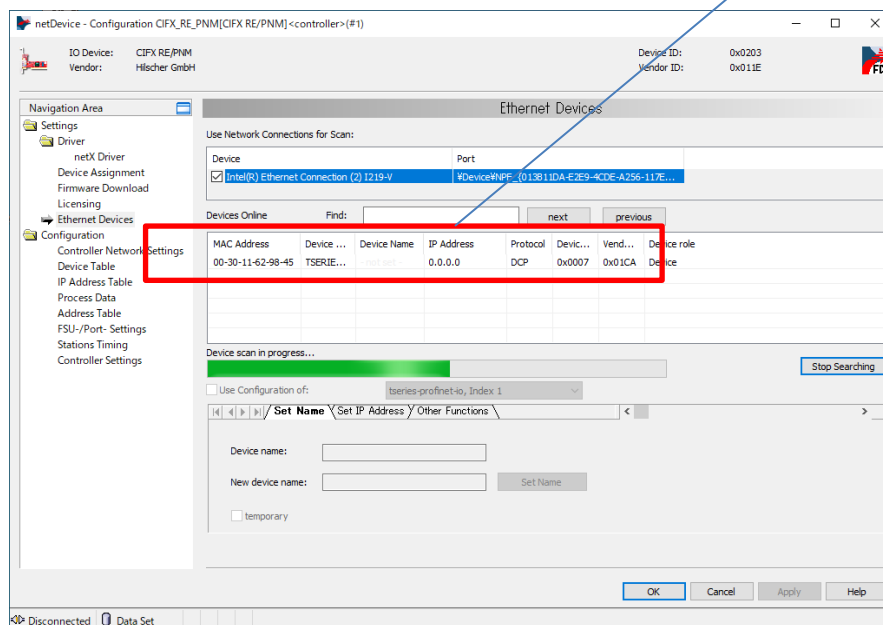 netDevice - Configuration CIFX_RE_PNM[CIFX RE/PNM]<controller>(#1)
IO Device: CIFX RE/PNM Device ID: 0x0203
Vendor: Hilscher GmbH Vendor ID: 0x011E
FD
Navigation Area
Settings
Driver
netX Driver
Device Assignment
Firmware Download
Licensing
Ethernet Devices
Configuration
Controller Network Settings
Device Table
IP Address Table
Process Data
Address Table
FSU-/Port- Settings
Stations Timing
Controller Settings
Ethernet Devices
Use Network Connections for Scan:
Device Port
Intel(R) Ethernet Connection (2) I219-V ¥Device¥NPF_{013B11DA-E2E9-4CDE-A256-117E...
Devices Online Find: next previous
MAC Address Device ... Device Name IP Address Protocol Devic... Vend... Device role
00-30-11-62-98-45 TSERIE... - not set - 0.0.0.0 DCP 0x0007 0x01CA Device
Device scan in progress...
Stop Searching
Use Configuration of: tseries-profinet-io, Index 1
Set Name Set IP Address Other Functions
Device name:
New device name: Set Name
temporary
OK Cancel Apply Help
Disconnected Data Set